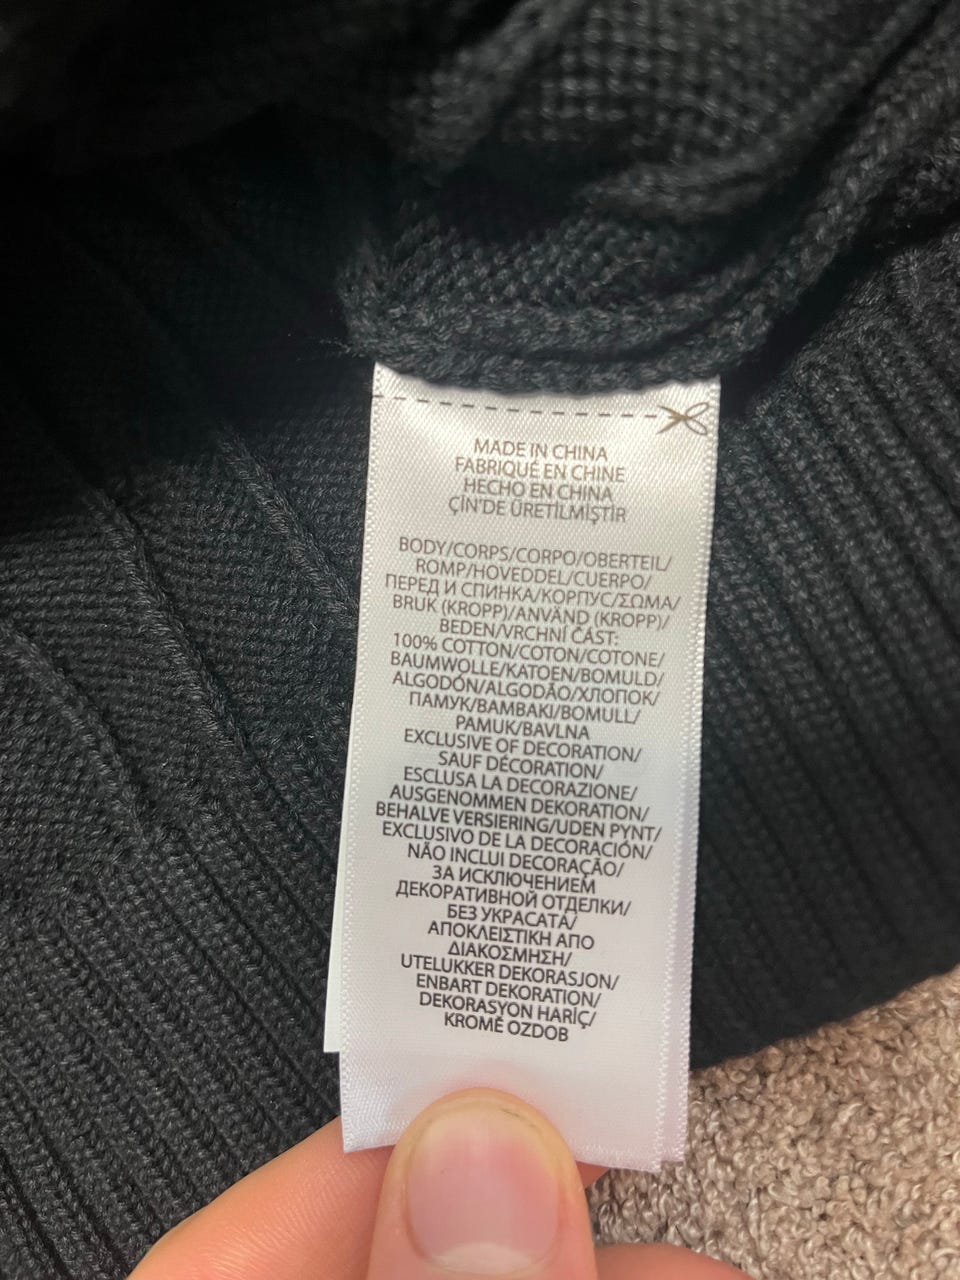 MADE IN CHINA
FABRIQUÉ EN CHINE
HECHO EN CHINA
ÇİN'DE ÜRETİLMİŞTİR
BODY/CORPS/CORPO/OBERTEIL/
ROMP/HOVEDDEL/CUERPO/
ПЕРЕД И СПИНКА/КОРПУС/ΣΩΜΑ/
BRUK (KROPP)/ANVÄND (KROPP)/
BEDEN/VRCHNÍ ČÁST:
100% COTTON/COTON/COTONE/
BAUMWOLLE/KATOEN/BOMULD/
ALGODÓN/ALGODÃO/ХЛОПОК/
ПАМУК/BAMBAKI/BOMULL/
PAMUK/BAVLNA
EXCLUSIVE OF DECORATION/
SAUF DÉCORATION/
ESCLUSA LA DECORAZIONE/
AUSGENOMMEN DEKORATION/
BEHALVE VERSIERING/UDEN PYNT/
EXCLUSIVO DE LA DECORACIÓN/
NÃO INCLUI DECORAÇÃO/
ЗА ИСКЛЮЧЕНИЕМ
ДЕКОРАТИВНОЙ ОТДЕЛКИ/
БЕЗ УКРАСАТА/
ΑΠΟΚΛΕΙΣΤΙΚΗ ΑΠΟ
ΔΙΑΚΟΣΜΗΣΗ/
UTELUKKER DEKORASJON/
ENBART DEKORATION/
DEKORASYON HARİÇ/
KROMĚ OZDOB